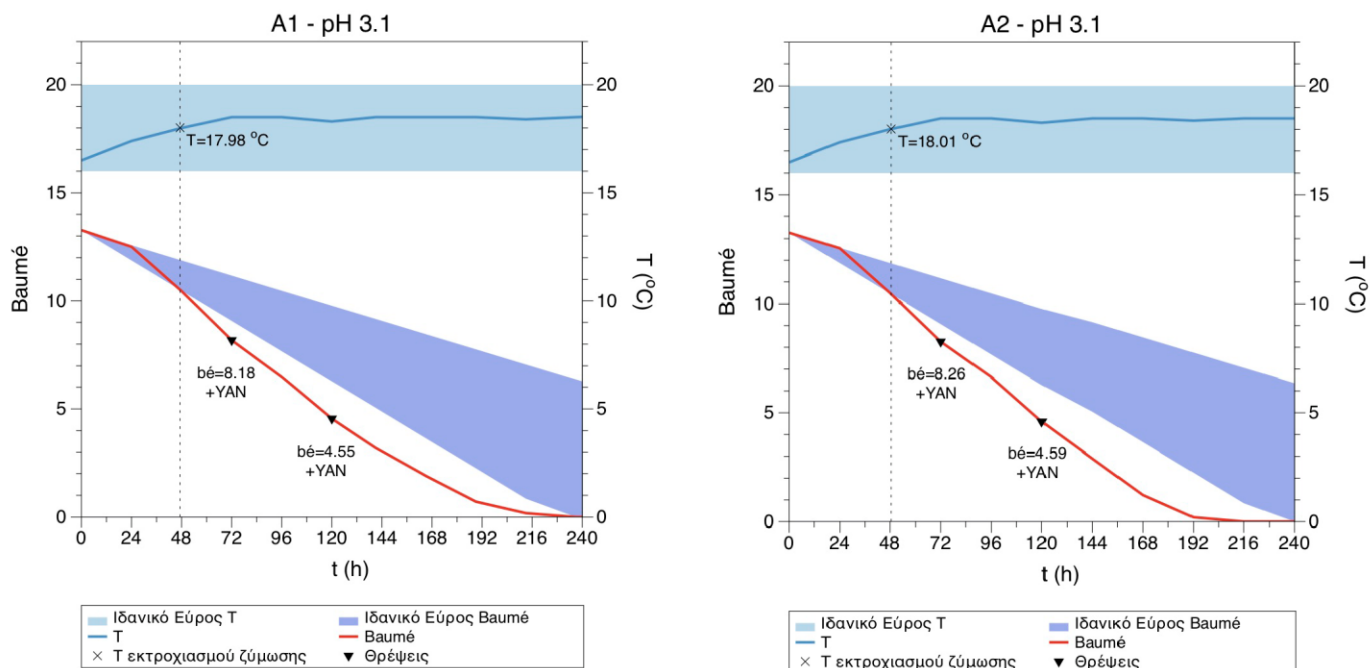 A1 - pH 3.1
20
15
10
5
0
Baumé
20
15
10
5
0
T (°C)
T=17.98 °C
bé=8.18
+YAN
bé=4.55
+YAN
0 24 48 72 96 120 144 168 192 216 240
t (h)
Ιδανικό Εύρος T Ιδανικό Εύρος Baumé
T Baumé
T εκτροχιασμού ζύμωσης Θρέψεις
A2 - pH 3.1
20
15
10
5
0
Baumé
20
15
10
5
0
T (°C)
T=18.01 °C
bé=8.26
+YAN
bé=4.59
+YAN
0 24 48 72 96 120 144 168 192 216 240
t (h)
Ιδανικό Εύρος T Ιδανικό Εύρος Baumé
T Baumé
T εκτροχιασμού ζύμωσης Θρέψεις